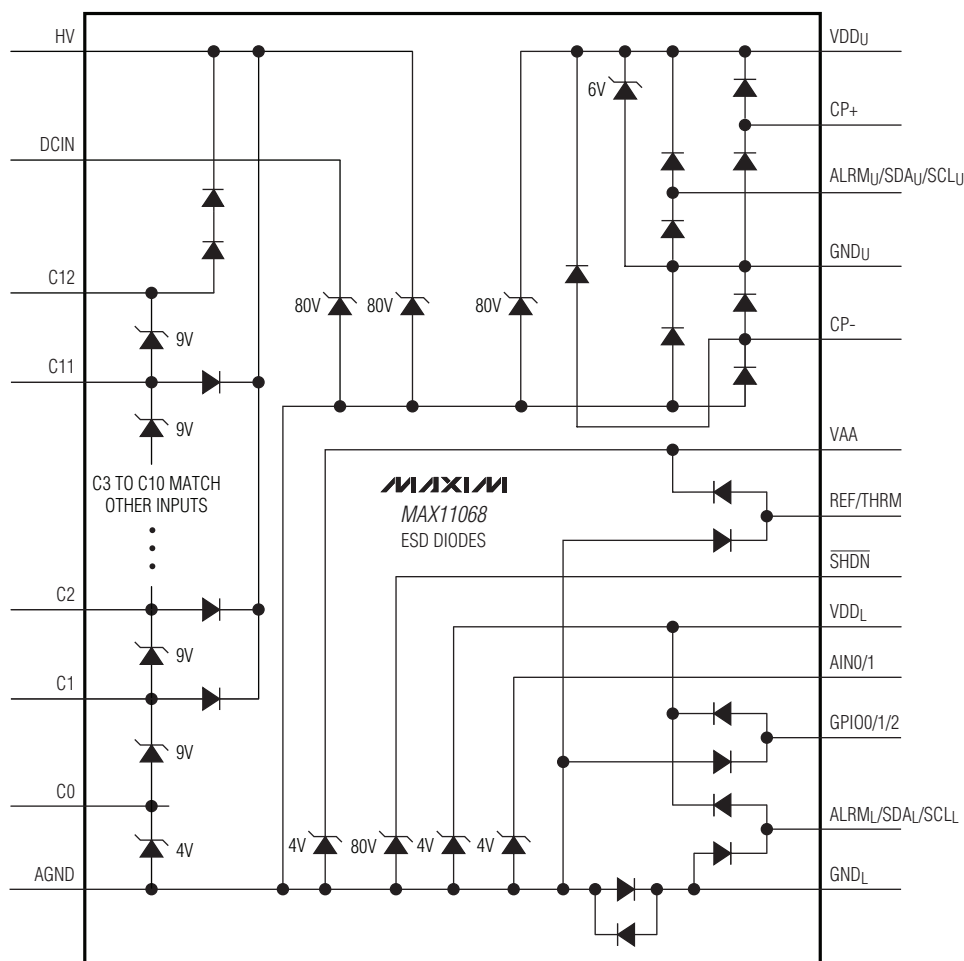 HV
DCIN
C12
C11
C3 TO C10 MATCH
OTHER INPUTS
C2
C1
C0
AGND
9V
9V
9V
9V
4V
80V
80V
80V
6V
MAXIM
MAX11068
ESD DIODES
4V
80V
4V
4V
VDDU
CP+
ALRMU/SDAU/SCLU
GNDU
CP-
VAA
REF/THRM
SHDN
VDDL
AIN0/1
GPIO0/1/2
ALRML/SDAL/SCLL
GNDL